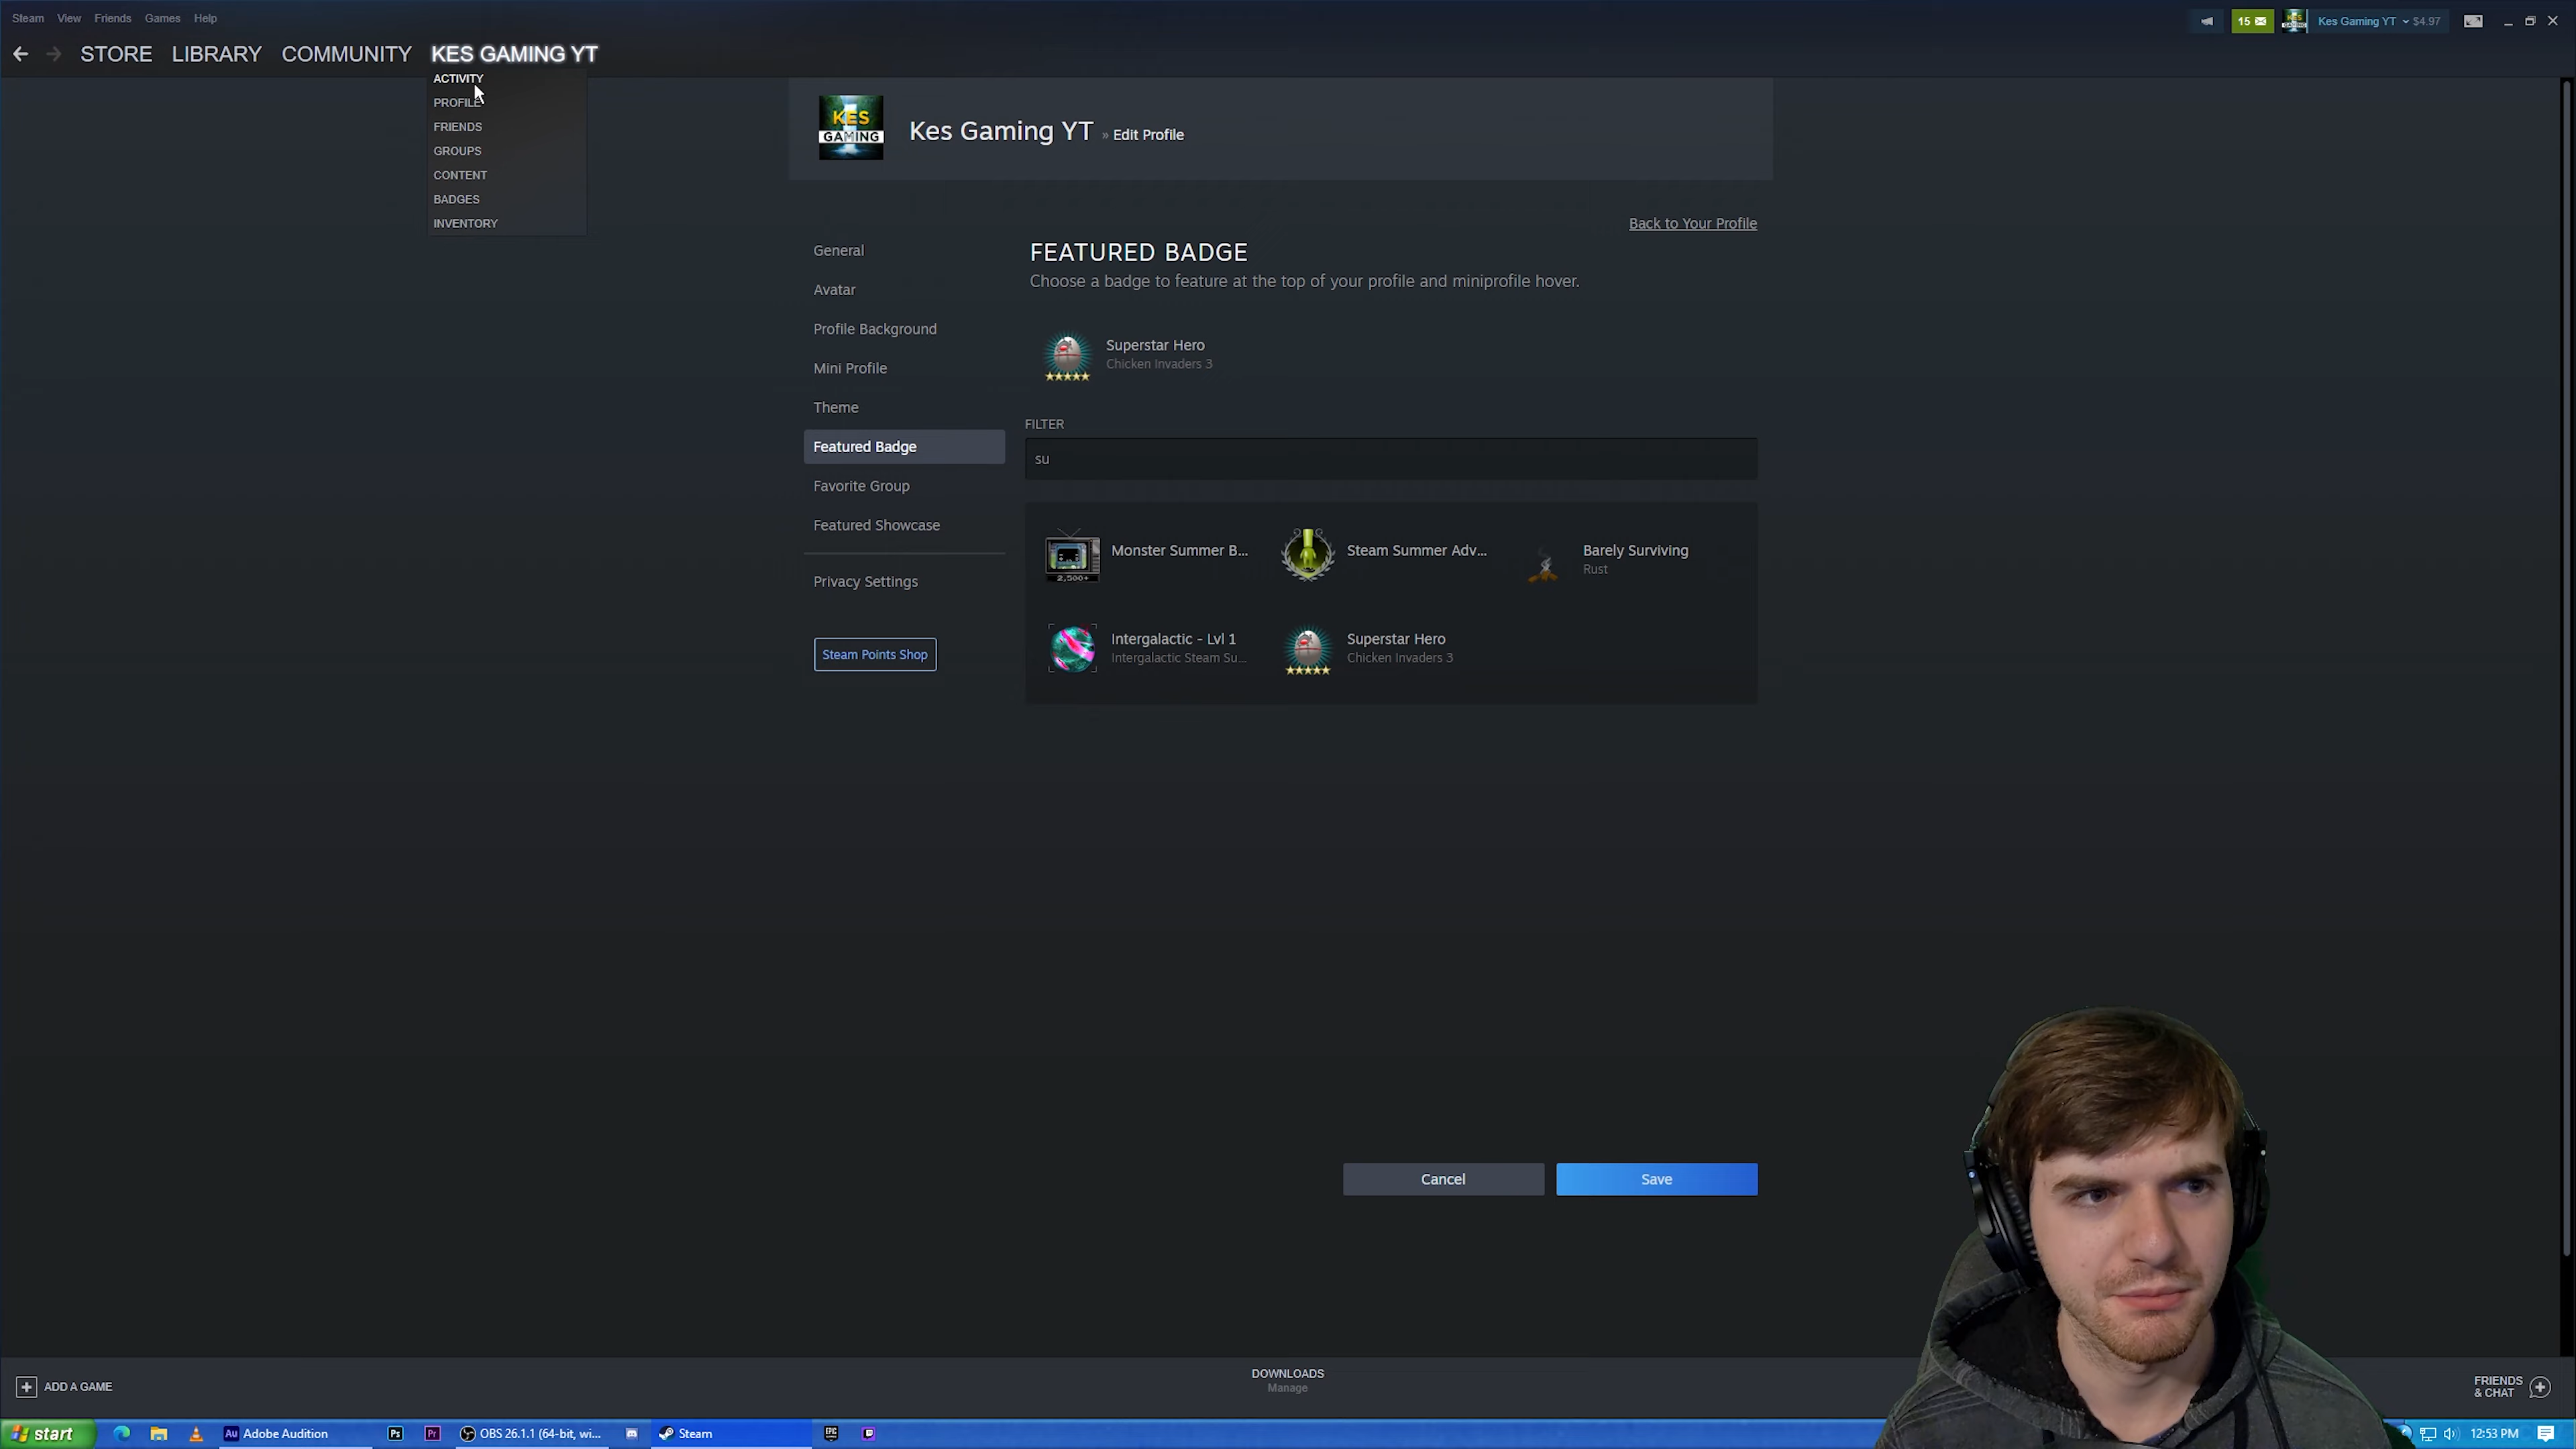 Steam View Friends Games Help
15 Kes Gaming YT $4.97
STORE LIBRARY COMMUNITY KES GAMING YT
ACTIVITY
PROFILE
FRIENDS
GROUPS
CONTENT
BADGES
INVENTORY
KES
GAMING
Kes Gaming YT » Edit Profile
Back to Your Profile
General
Avatar
Profile Background
Mini Profile
Theme
Featured Badge
Favorite Group
Featured Showcase
Privacy Settings
Steam Points Shop
FEATURED BADGE
Choose a badge to feature at the top of your profile and miniprofile hover.
Superstar Hero
Chicken Invaders 3
FILTER
su
Monster Summer B...
2,500+
Steam Summer Adv...
Barely Surviving
Rust
Intergalactic - Lvl 1
Intergalactic Steam Su...
Superstar Hero
Chicken Invaders 3
Cancel Save
ADD A GAME
DOWNLOADS
Manage
FRIENDS
& CHAT
start Au Adobe Audition Ps Pr OBS 26.1.1 (64-bit, wi... Steam EPIC 12:53 PM